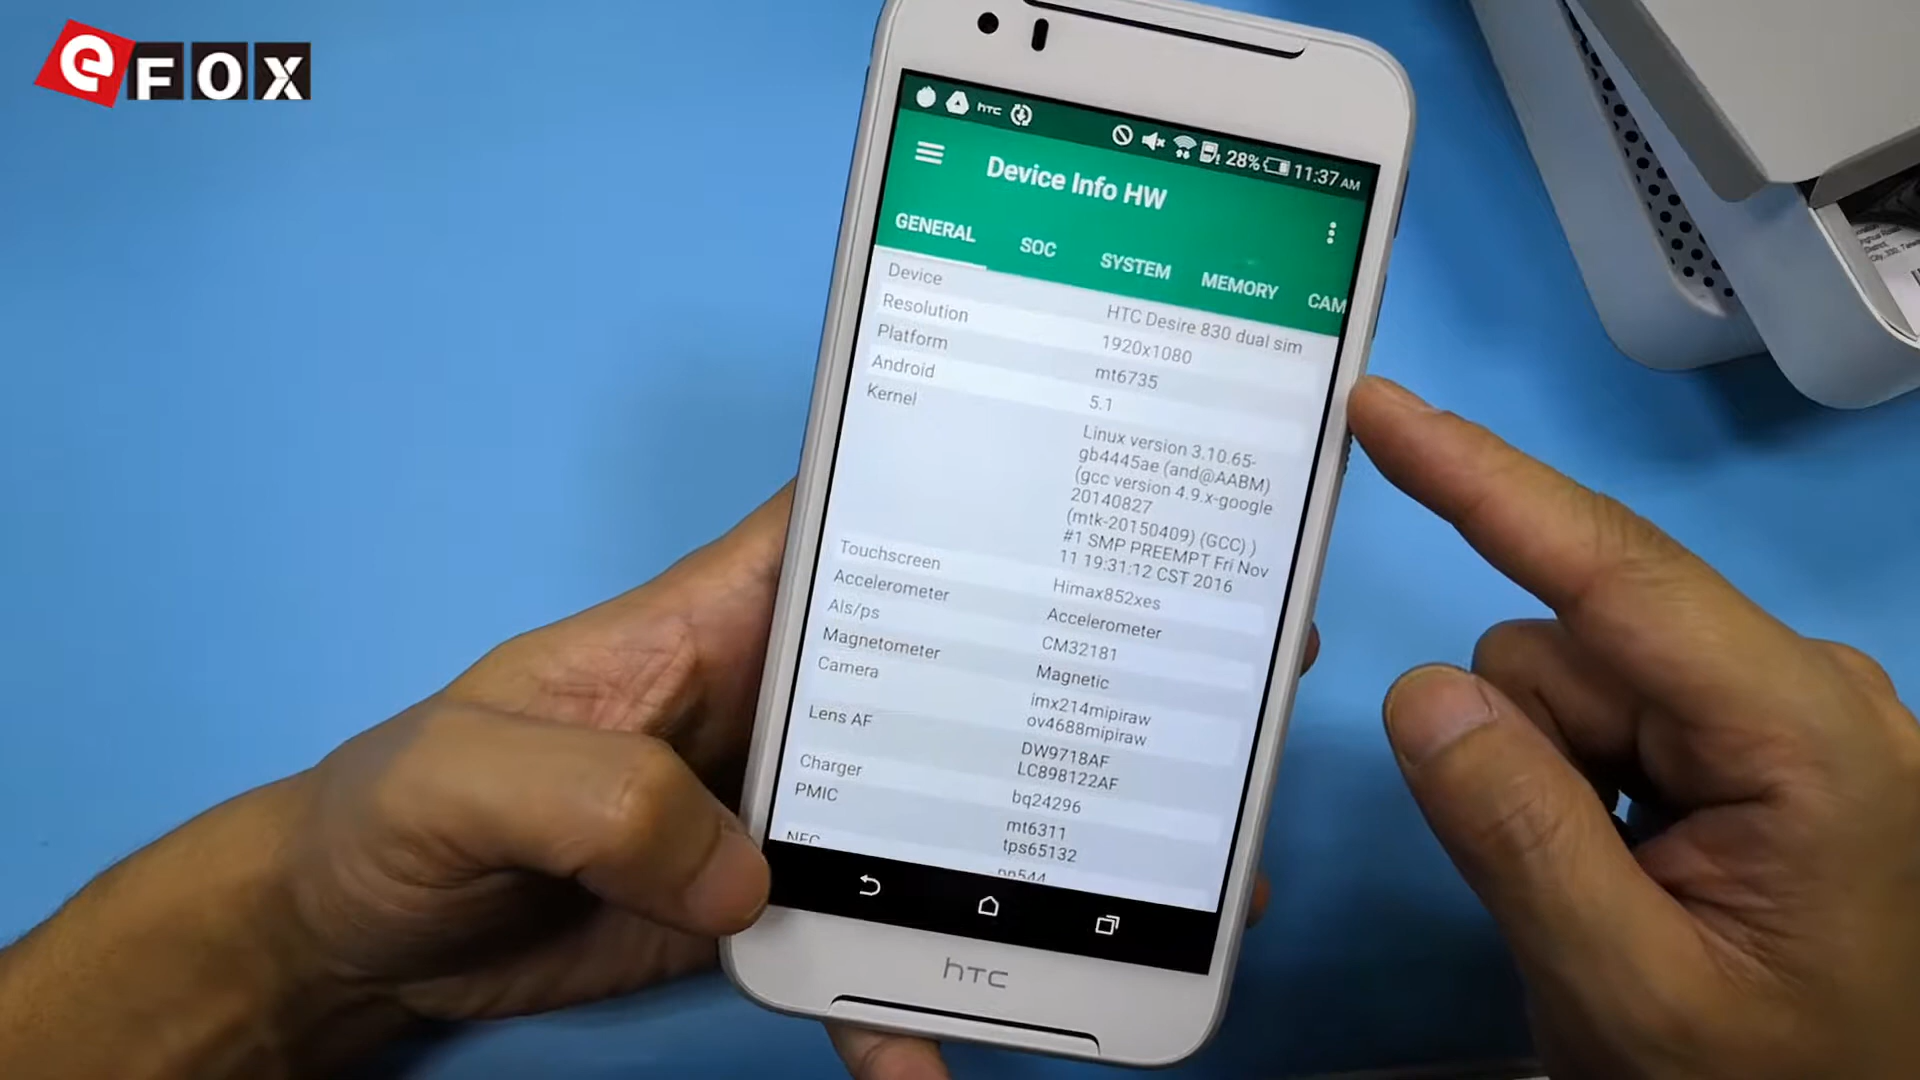 eFOX
htc
28%
11:37 AM
Device Info HW
GENERAL
SOC
SYSTEM
MEMORY
CAM
Device
HTC Desire 830 dual sim
Resolution
1920x1080
Platform
mt6735
Android
5.1
Kernel
Linux version 3.10.65-
gb4445ae (and@AABM)
(gcc version 4.9.x-google
20140827
(mtk-20150409) (GCC) )
#1 SMP PREEMPT Fri Nov
11 19:31:12 CST 2016
Touchscreen
Himax852xes
Accelerometer
Accelerometer
Als/ps
CM32181
Magnetometer
Magnetic
Camera
imx214mipiraw
ov4688mipiraw
Lens AF
DW9718AF
LC898122AF
Charger
bq24296
PMIC
mt6311
tps65132
NFC
pn544
htc